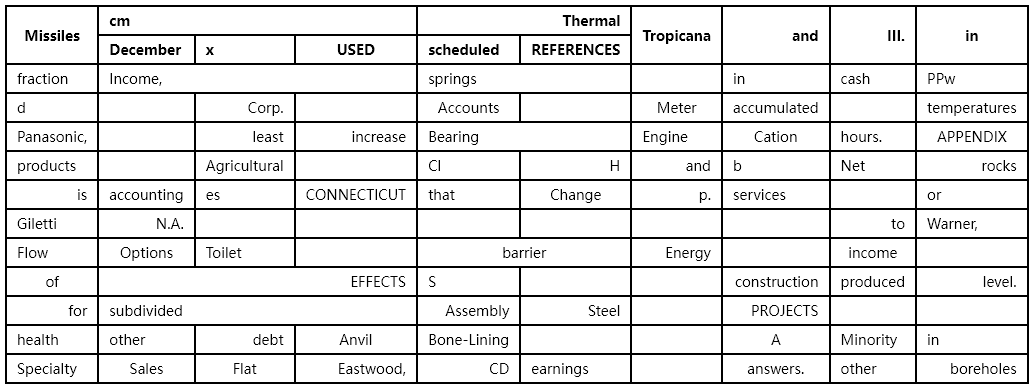 Missiles cm Thermal Tropicana and III. in
December x USED scheduled REFERENCES
fraction Income, springs in cash PPw
d Corp. Accounts Meter accumulated temperatures
Panasonic, least increase Bearing Engine Cation hours. APPENDIX
products Agricultural CI H and b Net rocks
is accounting es CONNECTICUT that Change p. services or
Giletti N.A. to Warner,
Flow Options Toilet barrier Energy income
of EFFECTS S construction produced level.
for subdivided Assembly Steel PROJECTS
health other debt Anvil Bone-Lining A Minority in
Specialty Sales Flat Eastwood, CD earnings answers. other boreholes